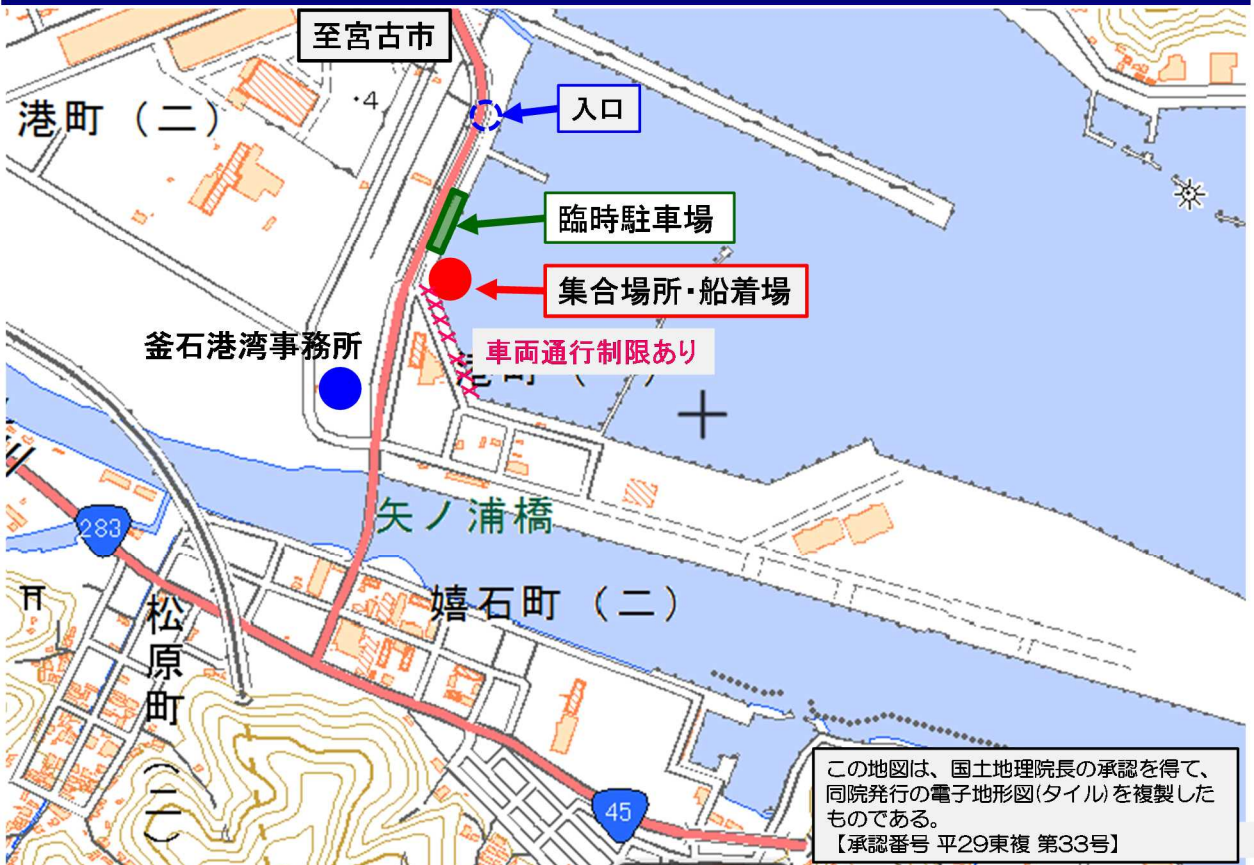 至宮古市
港町（二）
・4
入口
臨時駐車場
集合場所・船着場
釜石港湾事務所
車両通行制限あり
矢ノ浦橋
283
嬉石町（二）
松原町（二）
45
この地図は、国土地理院長の承認を得て、
同院発行の電子地形図(タイル)を複製した
ものである。
【承認番号 平29東複 第33号】